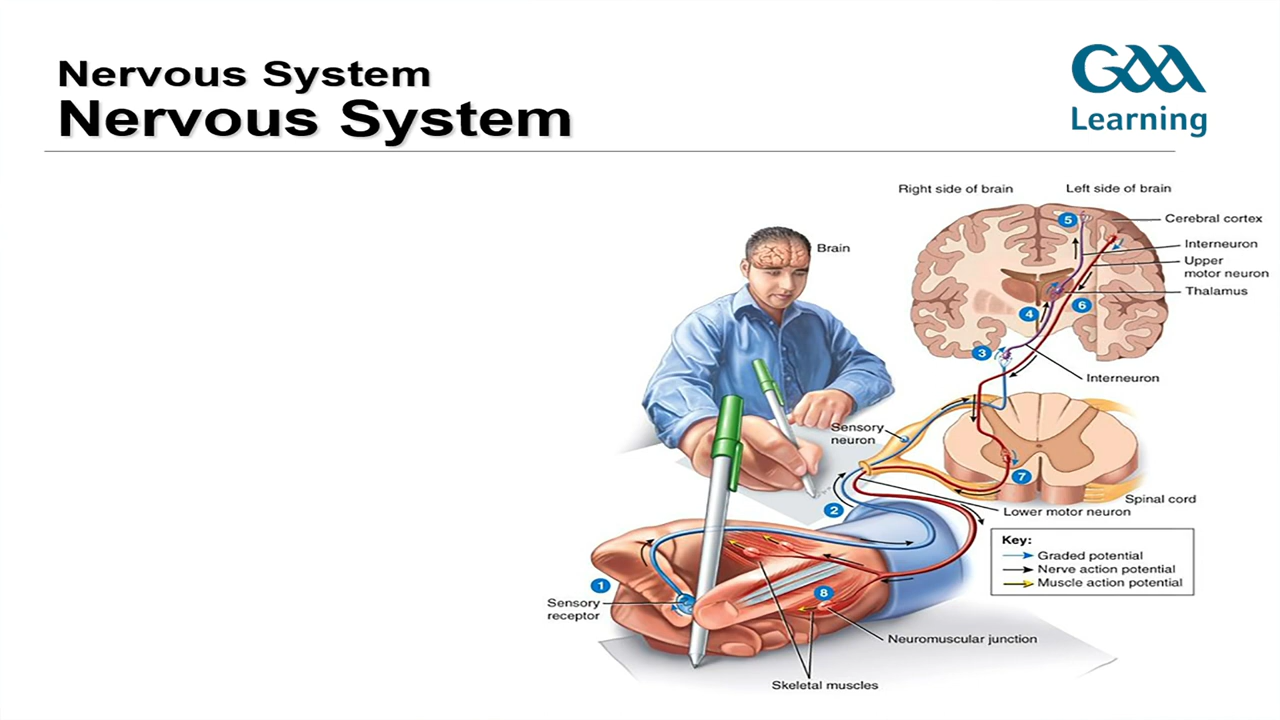 Nervous System
Nervous System
GAA
Learning
Right side of brain
Left side of brain
Brain
5
Cerebral cortex
Interneuron
Upper
motor neuron
Thalamus
4
6
3
Interneuron
Sensory
neuron
7
2
Spinal cord
Lower motor neuron
Key:
Graded potential
Nerve action potential
Muscle action potential
1
8
Sensory
receptor
Neuromuscular junction
Skeletal muscles